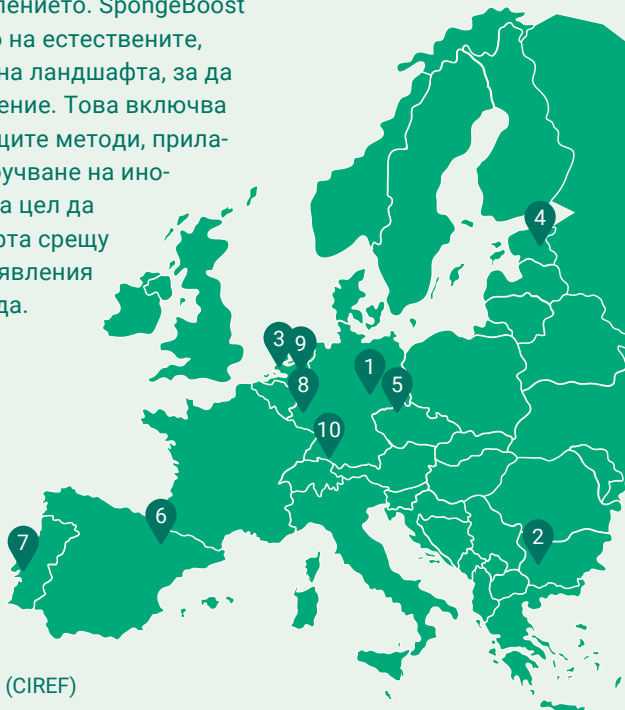 лението. SpongeBoost
о на естествените,
на ландшафта, за да
ение. Това включва
щите методи, прила-
учване на ино-
а цел да
рта срещу
явления
да.
4
3 9
1
8 5
10
6
7
2
(CIREF)